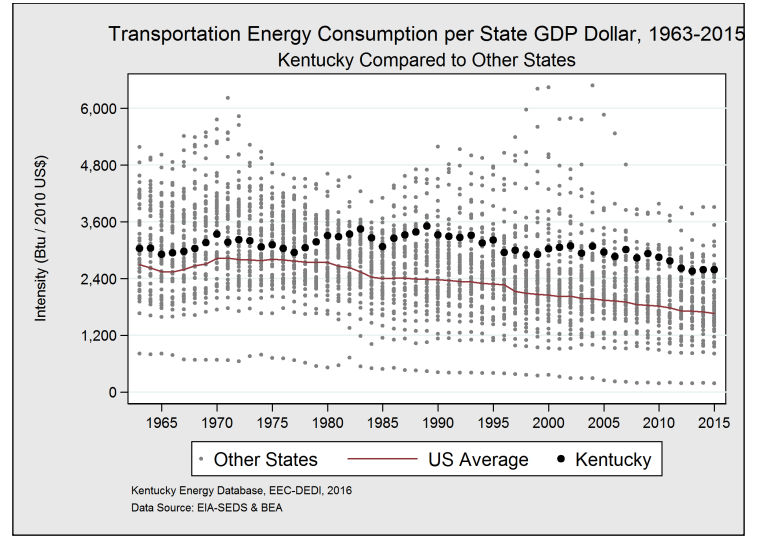 Transportation Energy Consumption per State GDP Dollar, 1963-2015
Kentucky Compared to Other States
Intensity (Btu / 2010 US$)
6,000
4,800
3,600
2,400
1,200
0
1965 1970 1975 1980 1985 1990 1995 2000 2005 2010 2015
Other States US Average Kentucky
Kentucky Energy Database, EEC-DEDI, 2016
Data Source: EIA-SEDS & BEA